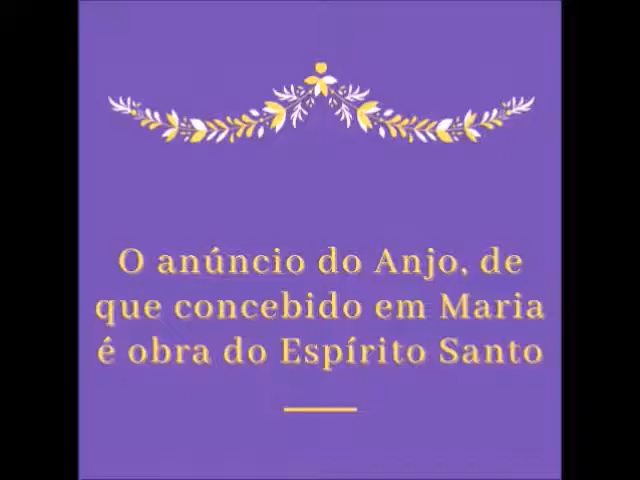 O anúncio do Anjo, de
que concebido em Maria
é obra do Espírito Santo